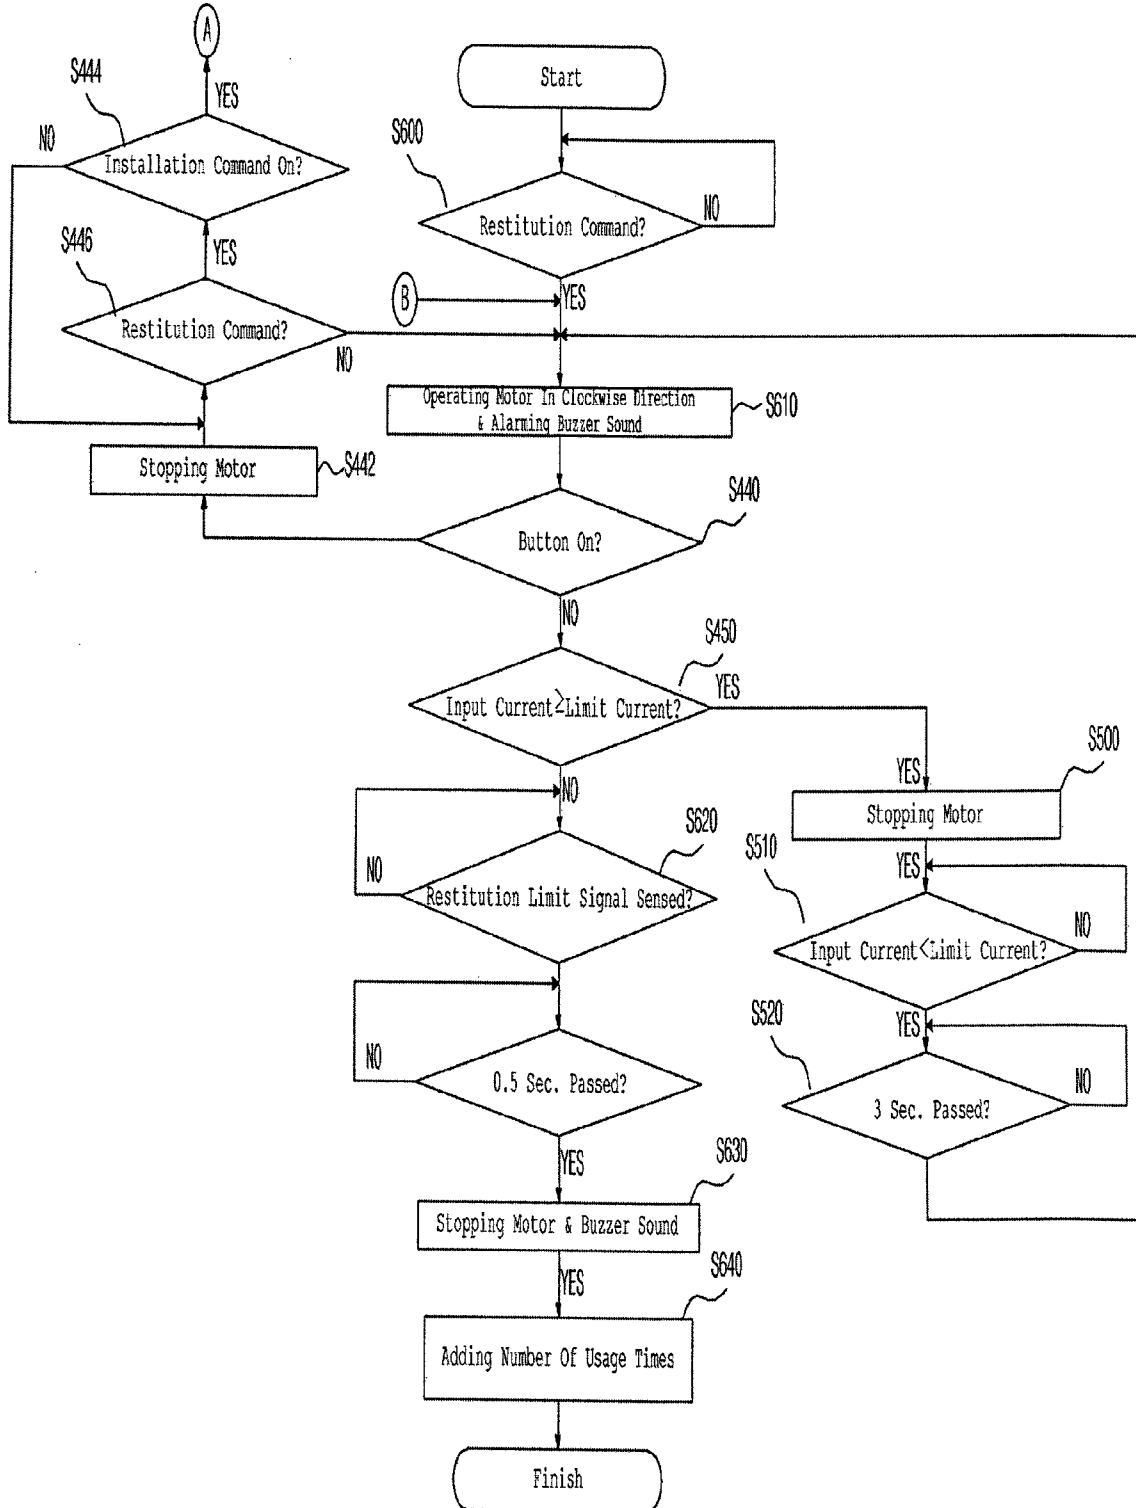 A
S444
YES
NO
Installation Command On?
S446
YES
Restitution Command?
NO
Stopping Motor
S442
Start
S600
Restitution Command?
NO
B
YES
Operating Motor In Clockwise Direction
& Alarming Buzzer Sound
S610
S440
Button On?
NO
S450
Input Current≥Limit Current?
YES
NO
S620
Restitution Limit Signal Sensed?
NO
0.5 Sec. Passed?
NO
YES
S630
Stopping Motor & Buzzer Sound
YES
S640
Adding Number Of Usage Times
Finish
YES
S500
Stopping Motor
YES
S510
Input Current<Limit Current?
NO
YES
S520
3 Sec. Passed?
NO